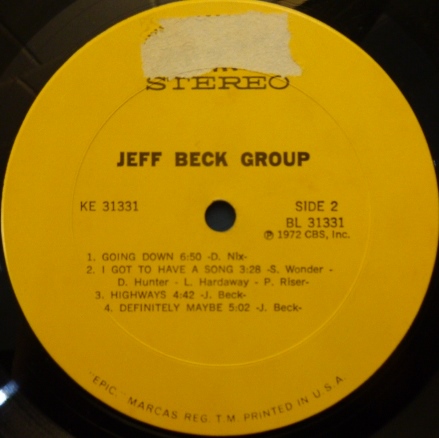 STEREO
JEFF BECK GROUP
KE 31331
SIDE 2
BL 31331
℗ 1972 CBS, Inc.
1. GOING DOWN 6:50 -D. Nix-
2. I GOT TO HAVE A SONG 3:28 -S. Wonder -
D. Hunter - L. Hardaway - P. Riser-
3. HIGHWAYS 4:42 -J. Beck-
4. DEFINITELY MAYBE 5:02 -J. Beck-
"EPIC" MARCAS REG. T M PRINTED IN U.S.A.